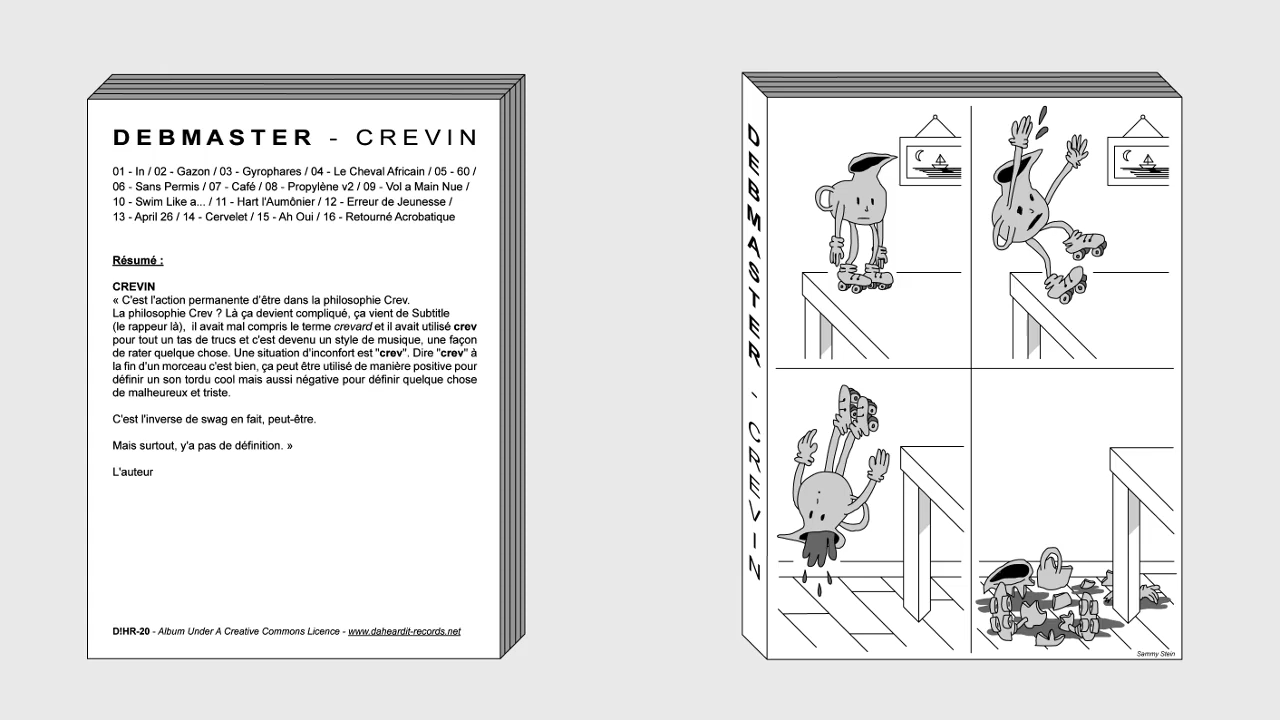 DEBMASTER - CREVIN
01 - In / 02 - Gazon / 03 - Gyrophares / 04 - Le Cheval Africain / 05 - 60 /
06 - Sans Permis / 07 - Café / 08 - Propylène v2 / 09 - Vol a Main Nue /
10 - Swim Like a... / 11 - Hart l'Aumônier / 12 - Erreur de Jeunesse /
13 - April 26 / 14 - Cervelet / 15 - Ah Oui / 16 - Retourné Acrobatique
Résumé :
CREVIN
« C'est l'action permanente d'être dans la philosophie Crev.
La philosophie Crev ? Là ça devient compliqué, ça vient de Subtitle
(le rappeur là), il avait mal compris le terme crevard et il avait utilisé crev
pour tout un tas de trucs et c'est devenu un style de musique, une façon
de rater quelque chose. Une situation d'inconfort est "crev". Dire "crev" à
la fin d'un morceau c'est bien, ça peut être utilisé de manière positive pour
définir un son tordu cool mais aussi négative pour définir quelque chose
de malheureux et triste.
C'est l'inverse de swag en fait, peut-être.
Mais surtout, y'a pas de définition. »
L'auteur
D!HR-20 - Album Under A Creative Commons Licence - www.daheardit-records.net
DEBMASTER - CREVIN
Sammy Stein